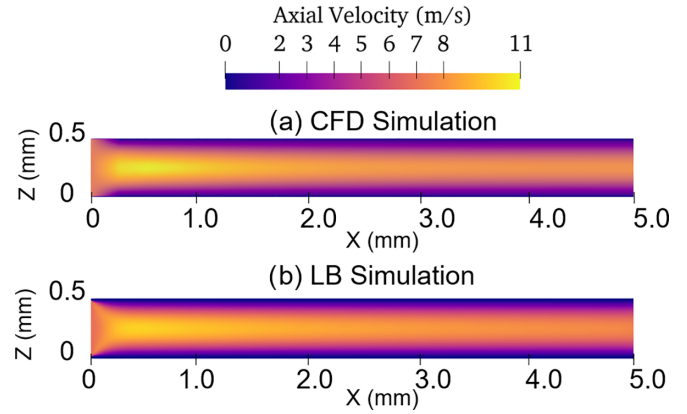 Axial Velocity (m/s)
0 2 3 4 5 6 7 8 11
(a) CFD Simulation
0.5
Z (mm)
0
0 1.0 2.0 3.0 4.0 5.0
X (mm)
(b) LB Simulation
0.5
Z (mm)
0
0 1.0 2.0 3.0 4.0 5.0
X (mm)